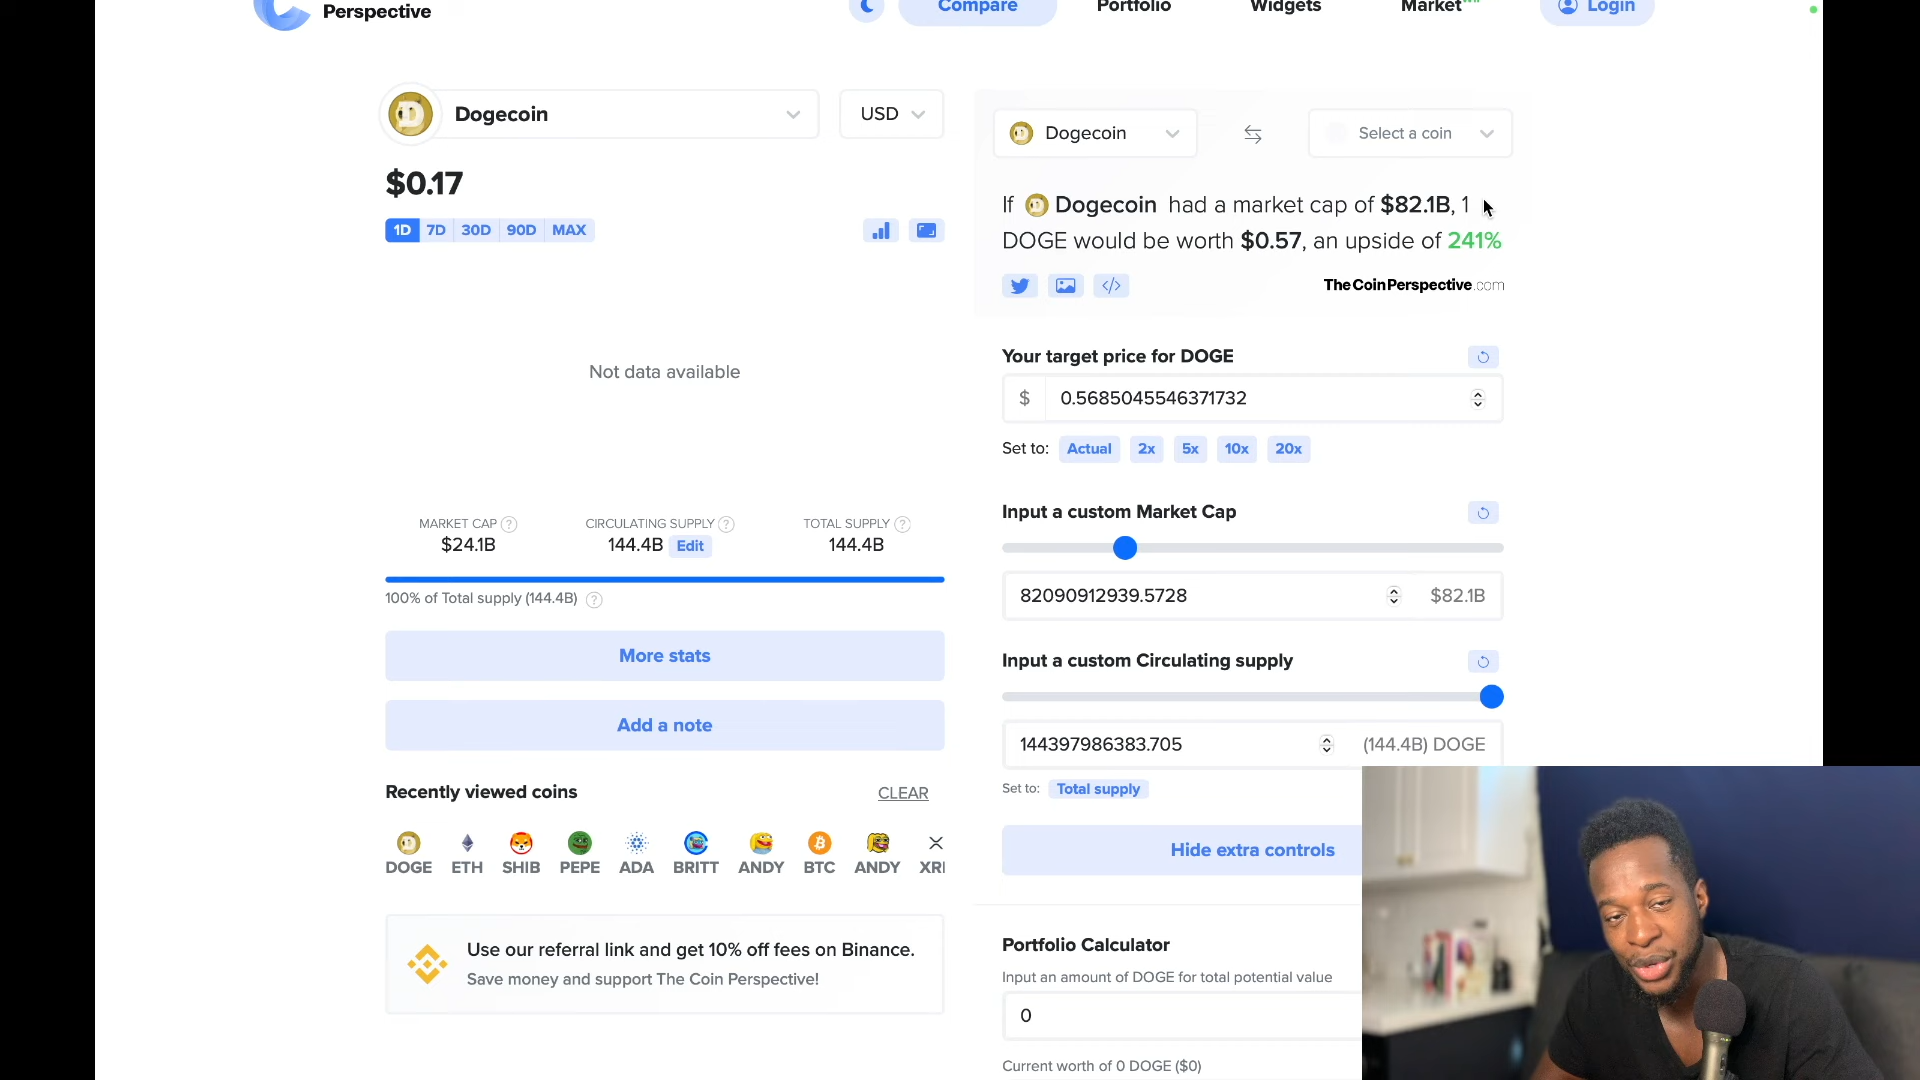 Perspective
Compare
Portfolio
Widgets
Market
Login
Dogecoin
USD
$0.17
1D 7D 30D 90D MAX
Not data available
MARKET CAP ?
$24.1B
CIRCULATING SUPPLY ?
144.4B Edit
TOTAL SUPPLY ?
144.4B
100% of Total supply (144.4B) ?
More stats
Add a note
Recently viewed coins
CLEAR
DOGE ETH SHIB PEPE ADA BRITT ANDY BTC ANDY XRI
Use our referral link and get 10% off fees on Binance.
Save money and support The Coin Perspective!
Dogecoin
Select a coin
If Dogecoin had a market cap of $82.1B, 1
DOGE would be worth $0.57, an upside of 241%
TheCoinPerspective.com
Your target price for DOGE
$ 0.5685045546371732
Set to: Actual 2x 5x 10x 20x
Input a custom Market Cap
82090912939.5728 $82.1B
Input a custom Circulating supply
144397986383.705 (144.4B) DOGE
Set to: Total supply
Hide extra controls
Portfolio Calculator
Input an amount of DOGE for total potential value
0
Current worth of 0 DOGE ($0)